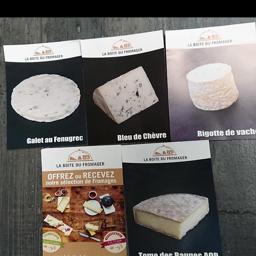 LA BOITE DU FROMAGER
Galet au Fenugrec
LA BOITE DU FROMAGER
Bleu de Chèvre
LA BOITE DU FROMAGER
Rigotte de vache
LA BOITE DU FROMAGER
OFFREZ ou RECEVEZ
notre sélection de fromages
LA BOITE DU FROMAGER
Tome des Bauges AOP